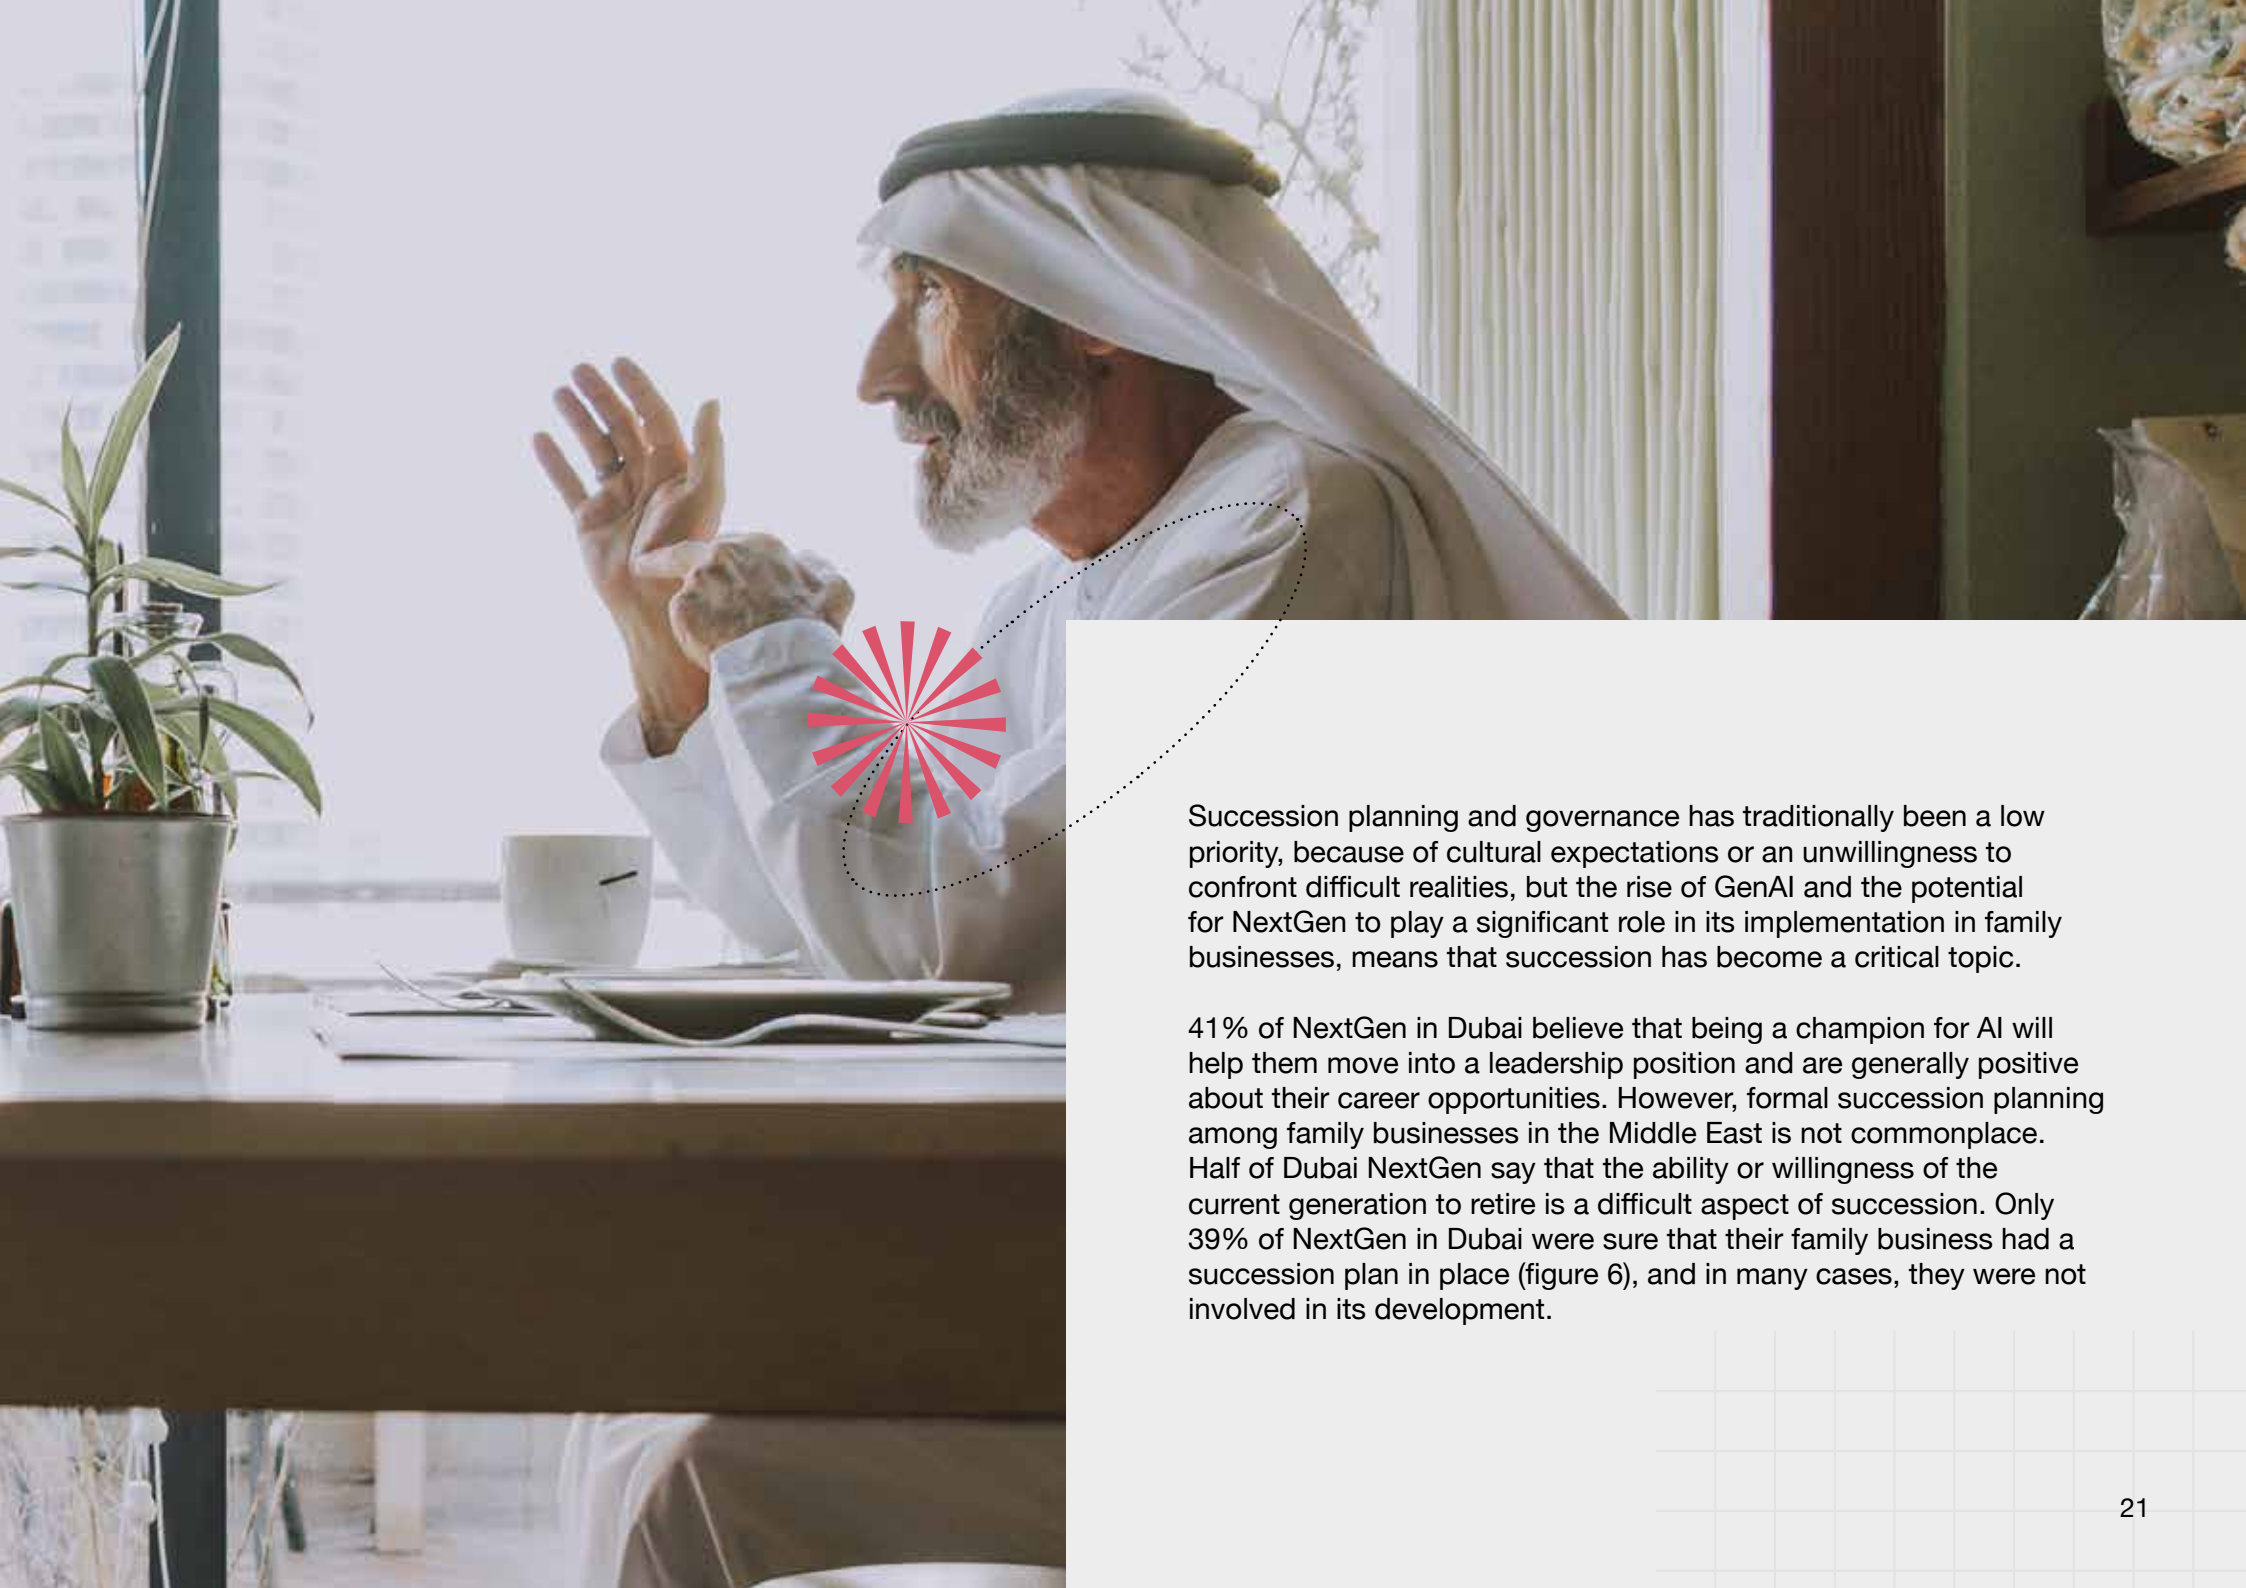 Succession planning and governance has traditionally been a low
priority, because of cultural expectations or an unwillingness to
confront difficult realities, but the rise of GenAI and the potential
for NextGen to play a significant role in its implementation in family
businesses, means that succession has become a critical topic.
41% of NextGen in Dubai believe that being a champion for AI will
help them move into a leadership position and are generally positive
about their career opportunities. However, formal succession planning
among family businesses in the Middle East is not commonplace.
Half of Dubai NextGen say that the ability or willingness of the
current generation to retire is a difficult aspect of succession. Only
39% of NextGen in Dubai were sure that their family business had a
succession plan in place (figure 6), and in many cases, they were not
involved in its development.
21